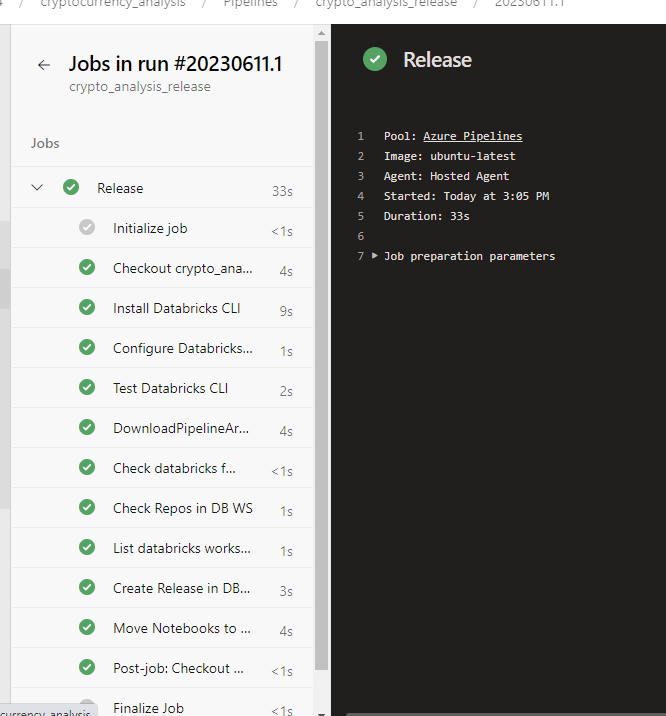 cryptocurrency_analysis / Pipelines / crypto_analysis_release / 20230611.1
Jobs in run #20230611.1
crypto_analysis_release
Jobs
Release 33s
Initialize job <1s
Checkout crypto_ana... 4s
Install Databricks CLI 9s
Configure Databricks... 1s
Test Databricks CLI 2s
DownloadPipelineAr... 4s
Check databricks f... <1s
Check Repos in DB WS 1s
List databricks works... 1s
Create Release in DB... 3s
Move Notebooks to ... 4s
Post-job: Checkout ... <1s
Finalize Job <1s
currency_analysis
Release
1 Pool: Azure Pipelines
2 Image: ubuntu-latest
3 Agent: Hosted Agent
4 Started: Today at 3:05 PM
5 Duration: 33s
6
7 Job preparation parameters